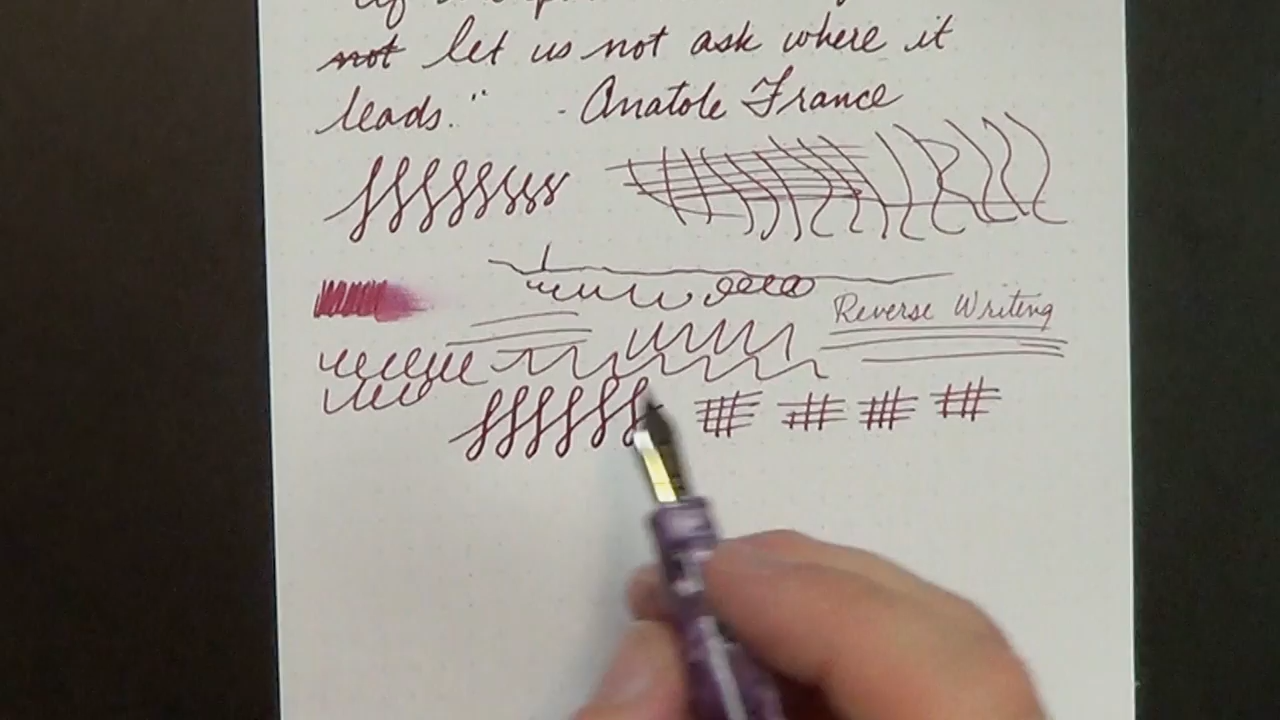 not let us not ask where it
leads." - Anatole France
Reverse Writing